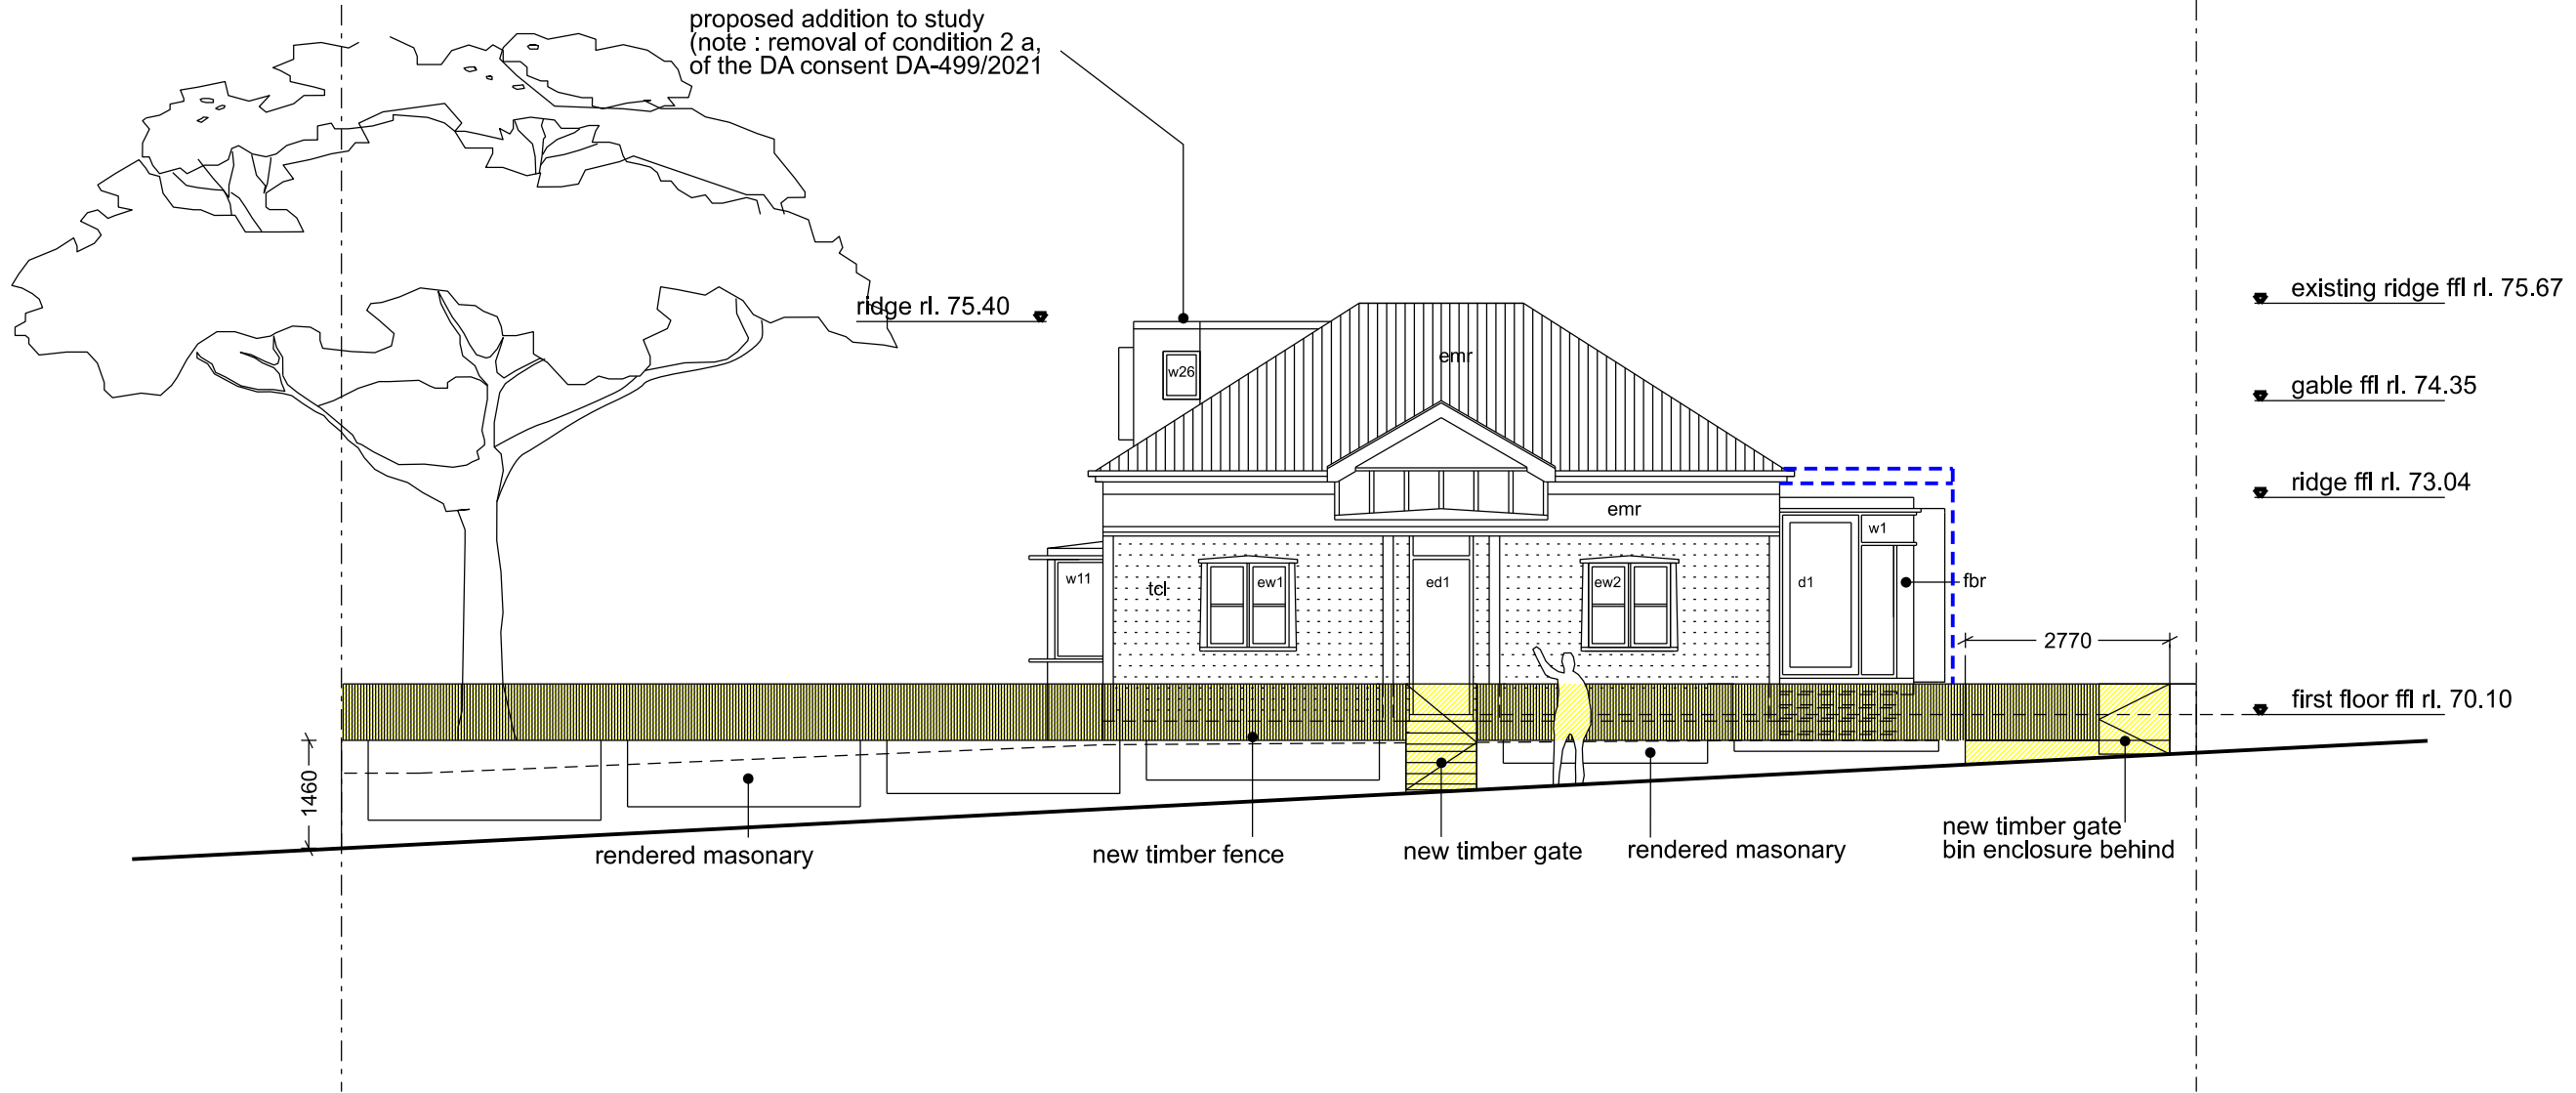 proposed addition to study
(note : removal of condition 2 a,
of the DA consent DA-499/2021
ridge rl. 75.40
existing ridge ffl rl. 75.67
gable ffl rl. 74.35
ridge ffl rl. 73.04
first floor ffl rl. 70.10
emr
w26
emr
w1
w11
tcl
ew1
ed1
ew2
d1
fbr
2770
1460
rendered masonary
new timber fence
new timber gate
rendered masonary
new timber gate
bin enclosure behind